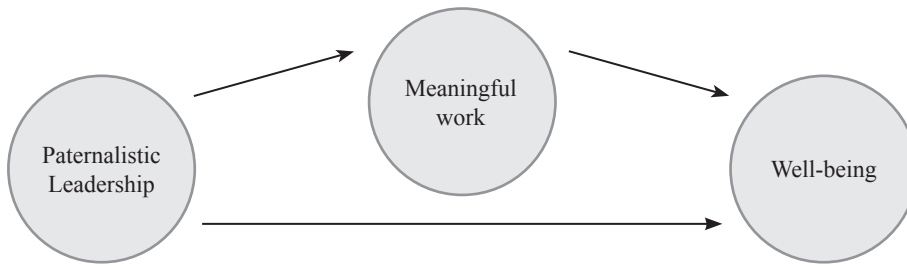 Meaningful
work
Paternalistic
Leadership
Well-being